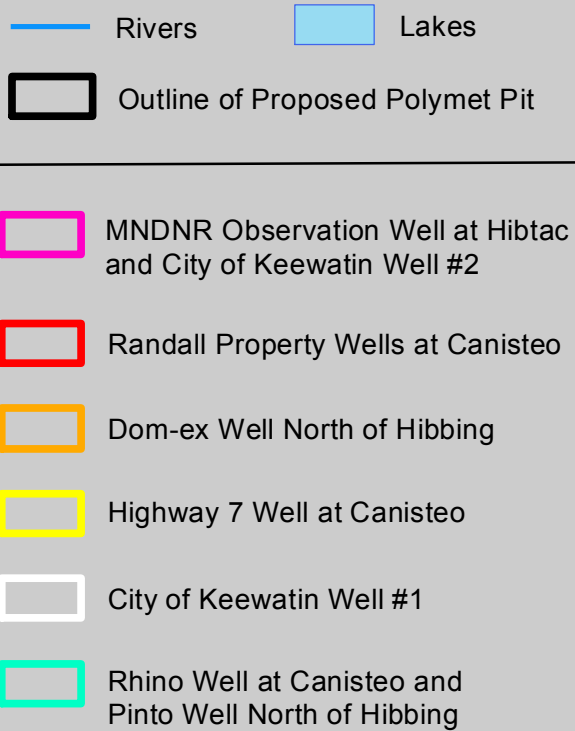 Rivers Lakes
Outline of Proposed Polymet Pit
MNDNR Observation Well at Hibtac
and City of Keewatin Well #2
Randall Property Wells at Canisteo
Dom-ex Well North of Hibbing
Highway 7 Well at Canisteo
City of Keewatin Well #1
Rhino Well at Canisteo and
Pinto Well North of Hibbing